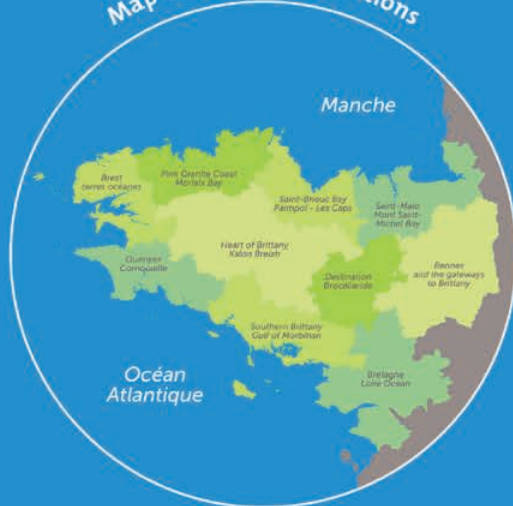 Map
Manche
Brest
terres océanes
Pink Granite Coast
Morlaix Bay
Saint-Brieuc Bay
Paimpol - Les Caps
Saint-Malo
Mont Saint-
Michel Bay
Quimper
Cornouaille
Heart of Brittany
Kalon Breizh
Destination
Brocéliande
Rennes
and the gateways
to Brittany
Southern Brittany
Gulf of Morbihan
Bretagne
Loire Ocean
Océan
Atlantique